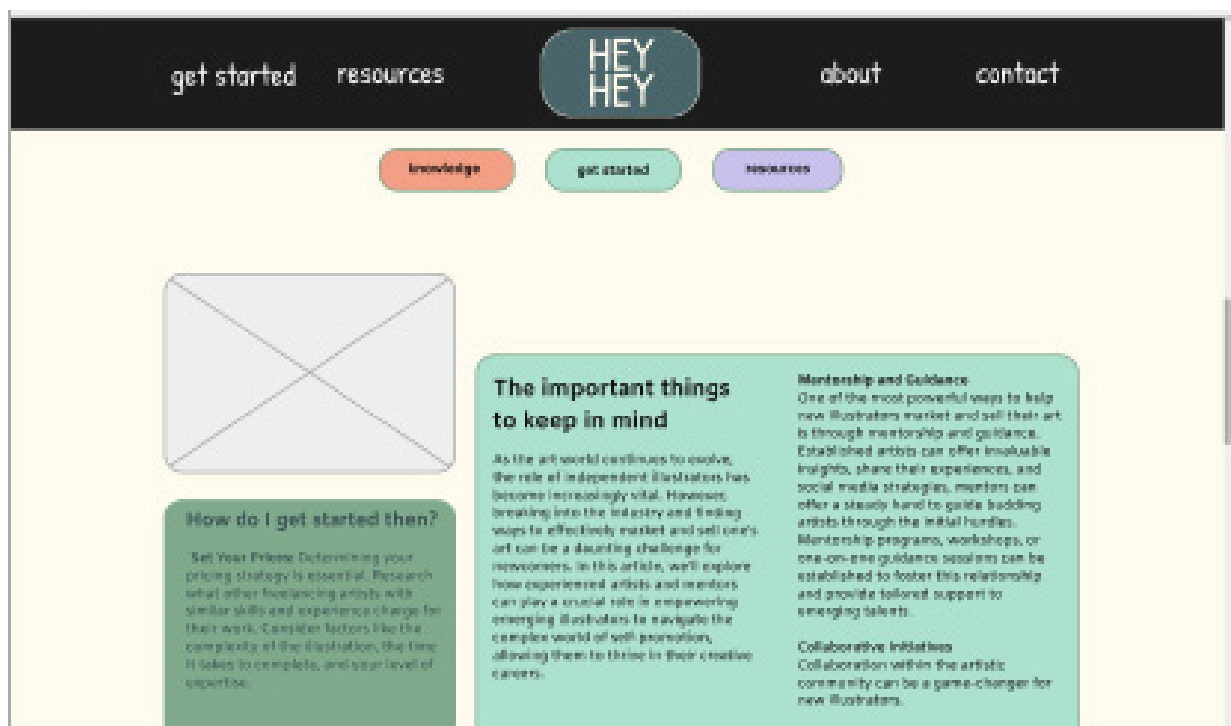 get started
resources
HEY
HEY
about
contact
knowledge
get started
resources
How do I get started then?
*Set Your Prices: Determining your
pricing strategy is essential. Research
what other freelancing artists with
similar skills and experience charge for
their work. Consider factors like the
complexity of the illustration, the time
it takes to complete, and your level of
expertise.
The important things
to keep in mind
As the art world continues to evolve,
the role of independent illustrators has
become increasingly vital. However,
breaking into the industry and finding
ways to effectively market and sell one's
art can be a daunting challenge for
newcomers. In this article, we'll explore
how experienced artists and mentors
can play a crucial role in empowering
emerging illustrators to navigate the
complex world of self-promotion,
allowing them to thrive in their creative
careers.
Mentorship and Guidance
One of the most powerful ways to help
new illustrators market and sell their art
is through mentorship and guidance.
Established artists can offer invaluable
insights, share their experiences, and
social media strategies, mentors can
offer a steady hand to guide budding
artists through the initial hurdles.
Mentorship programs, workshops, or
one-on-one guidance sessions can be
established to foster this relationship
and provide tailored support to
emerging talents.
Collaborative Initiatives
Collaboration within the artistic
community can be a game-changer for
new illustrators.